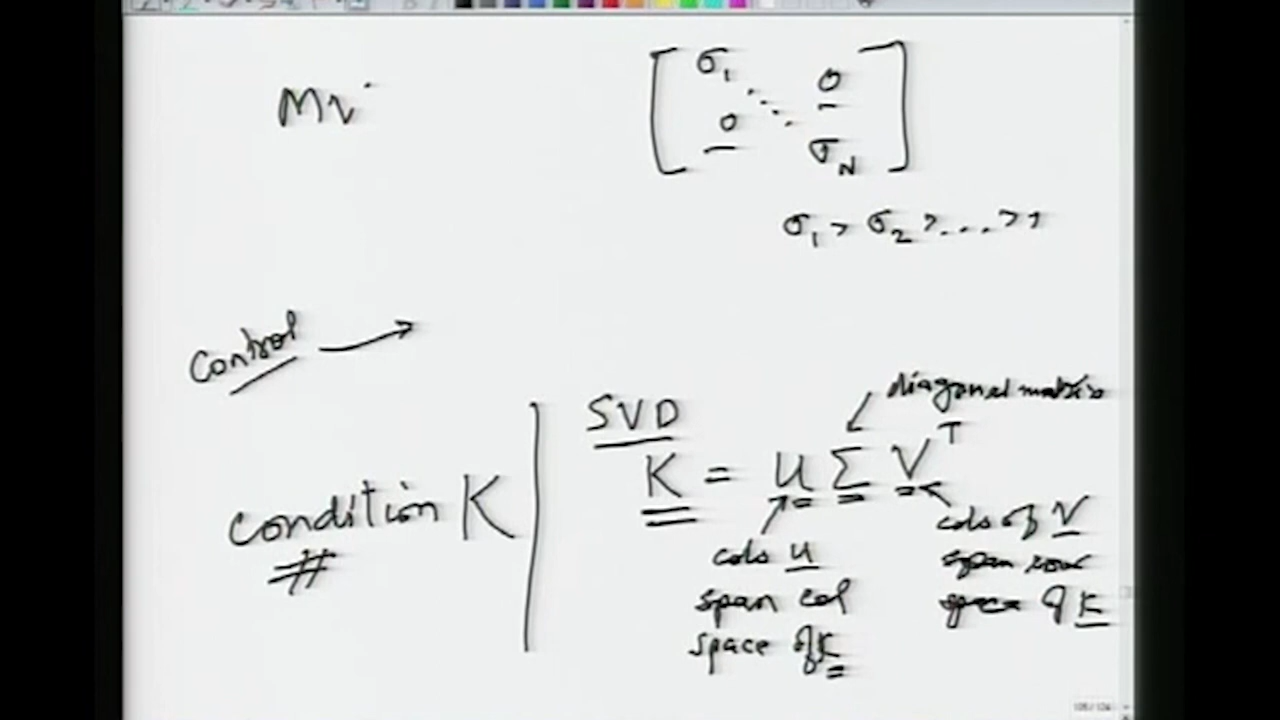 Mv
σ₁ 0
0 σN
σ₁ > σ₂ > . . . >
Control →
condition # K
SVD
diagonal matrix
K = U Σ Vᵀ
cols U
span col
space of K
cols of V
span row
space of K